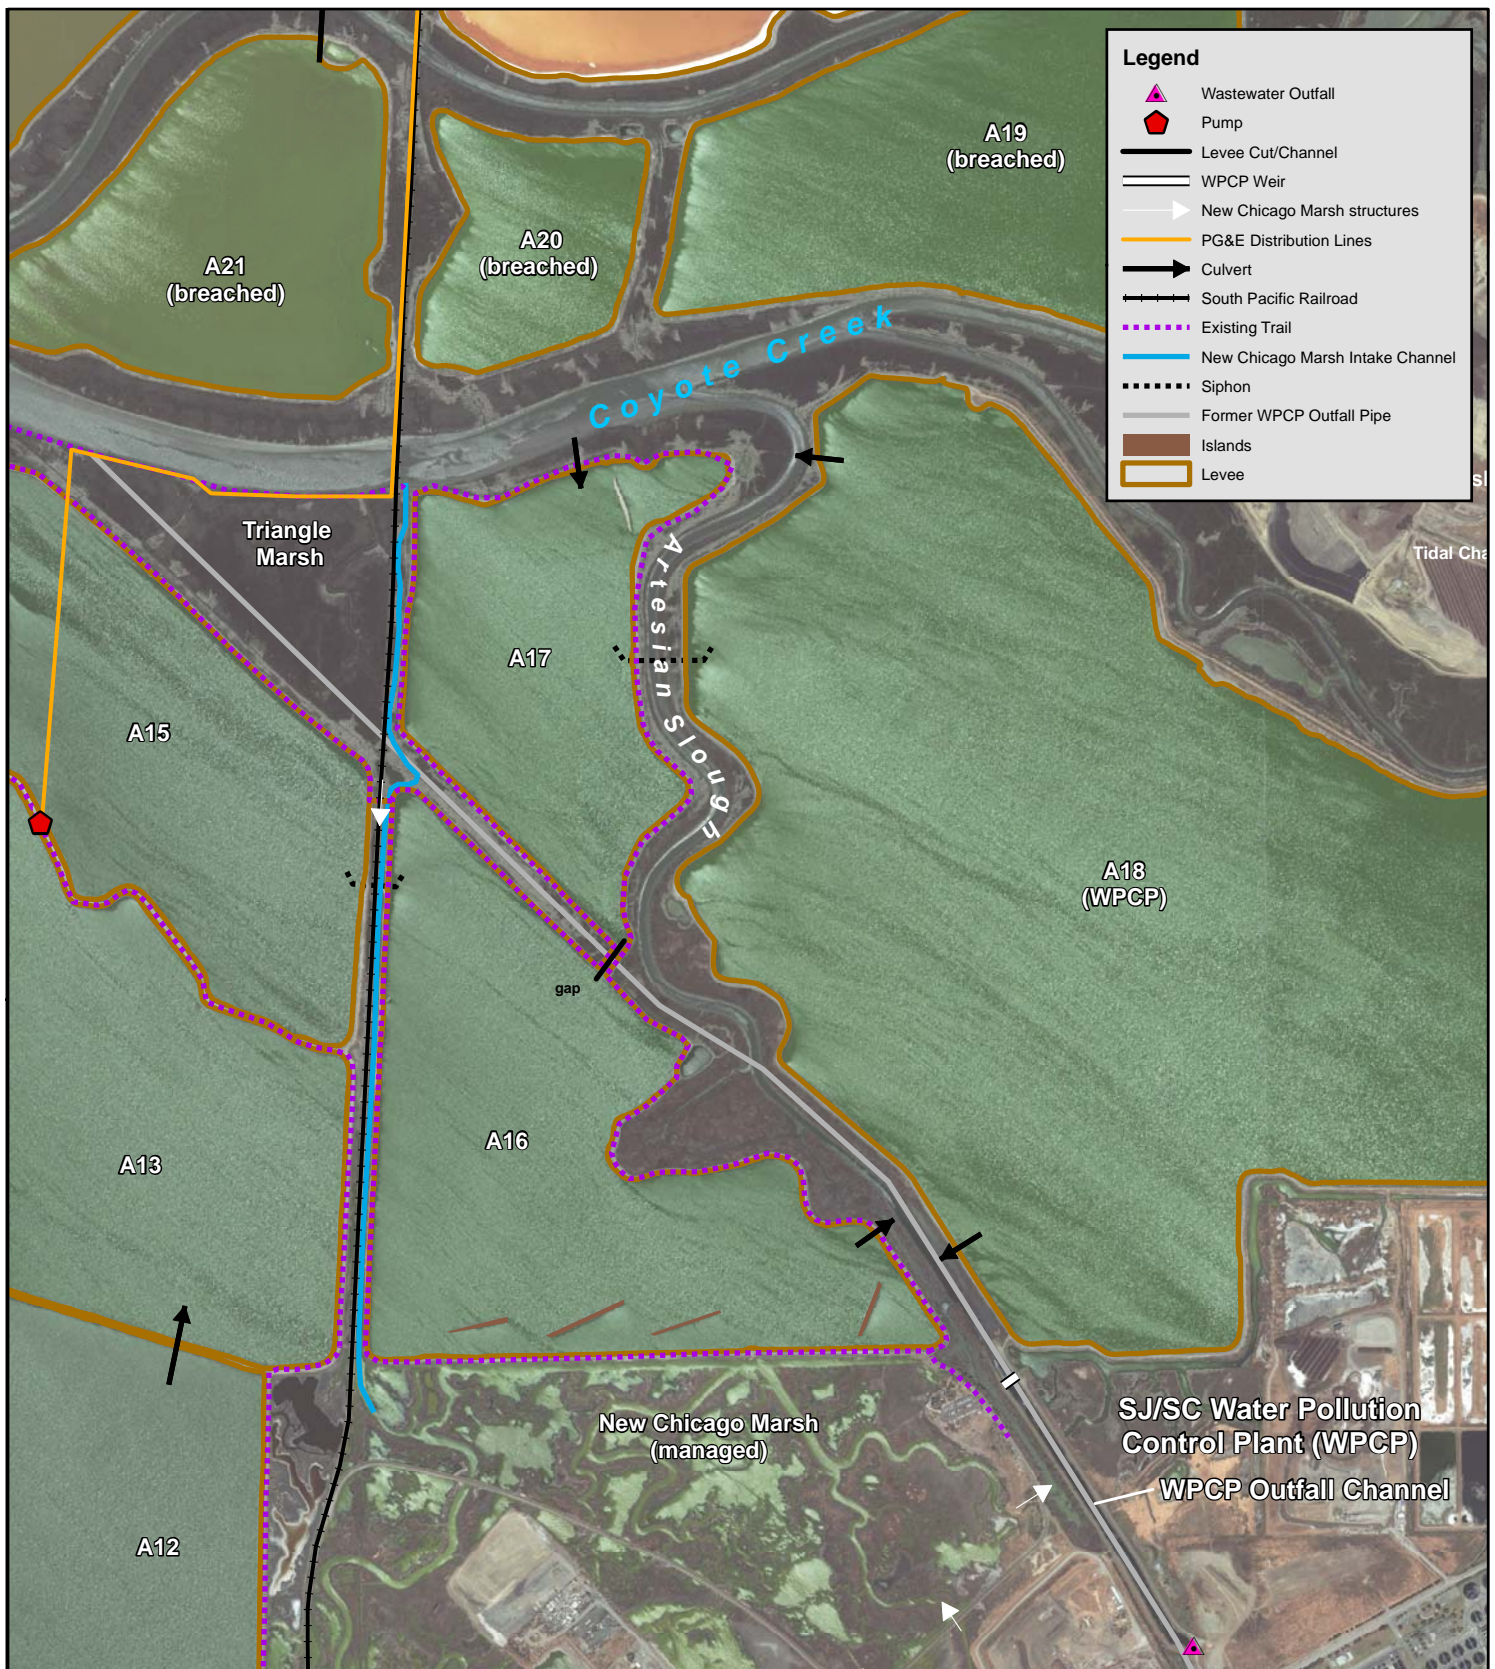 Legend
Wastewater Outfall
Pump
Levee Cut/Channel
WPCP Weir
New Chicago Marsh structures
PG&E Distribution Lines
Culvert
South Pacific Railroad
Existing Trail
New Chicago Marsh Intake Channel
Siphon
Former WPCP Outfall Pipe
Islands
Levee
A19
(breached)
A20
(breached)
A21
(breached)
Coyote Creek
Triangle
Marsh
Tidal Cha
Artesian Slough
A17
A15
A18
(WPCP)
gap
A16
A13
New Chicago Marsh
(managed)
SJ/SC Water Pollution
Control Plant (WPCP)
WPCP Outfall Channel
A12